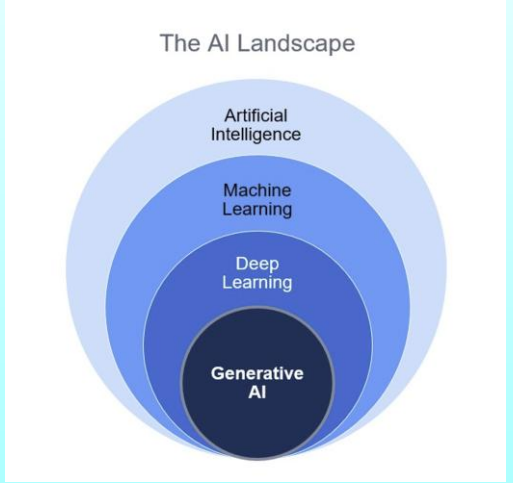 The AI Landscape
Artificial
Intelligence
Machine
Learning
Deep
Learning
Generative
AI